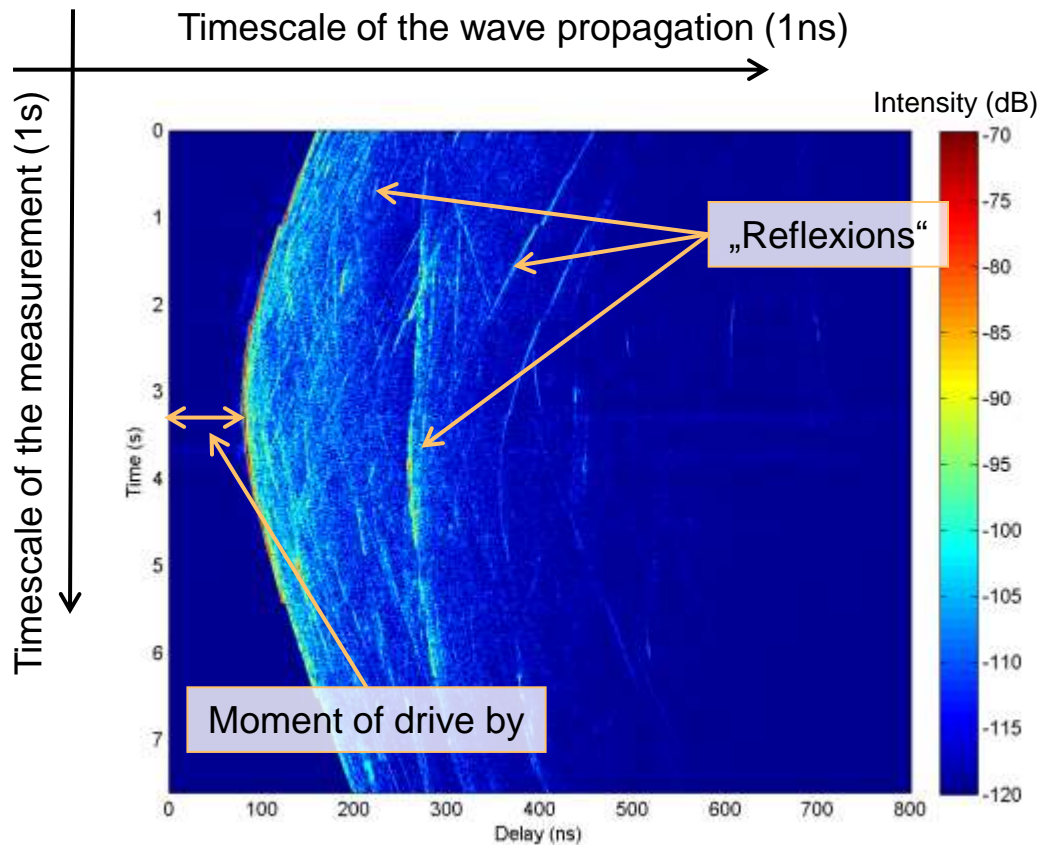 Timescale of the wave propagation (1ns)
Timescale of the measurement (1s)
Intensity (dB)
0
1
2
3
4
5
6
7
Time (s)
„Reflexions“
Moment of drive by
0 100 200 300 400 500 600 700 800
Delay (ns)
-70
-75
-80
-85
-90
-95
-100
-105
-110
-115
-120